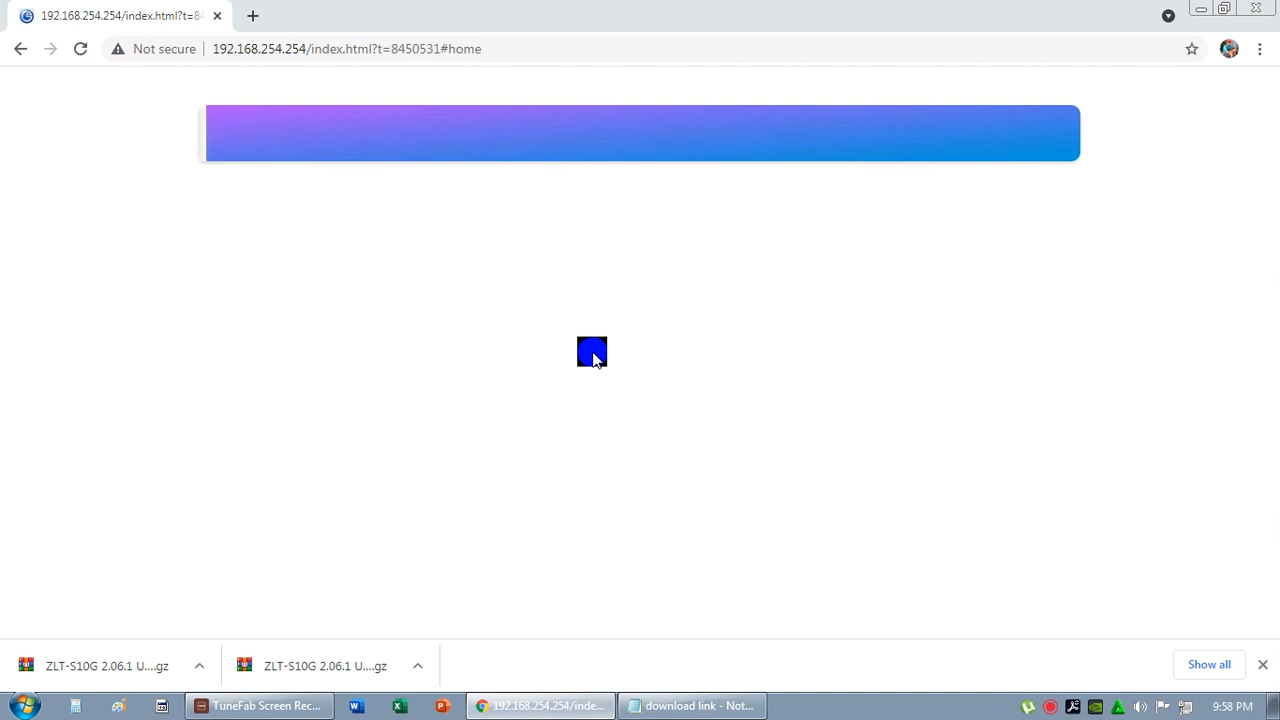 192.168.254.254/index.html?t=84
Not secure
192.168.254.254/index.html?t=8450531#home
ZLT-S10G 2.06.1 U....gz
ZLT-S10G 2.06.1 U....gz
Show all
TuneFab Screen Rec...
192.168.254.254/inde...
download link - Not...
9:58 PM